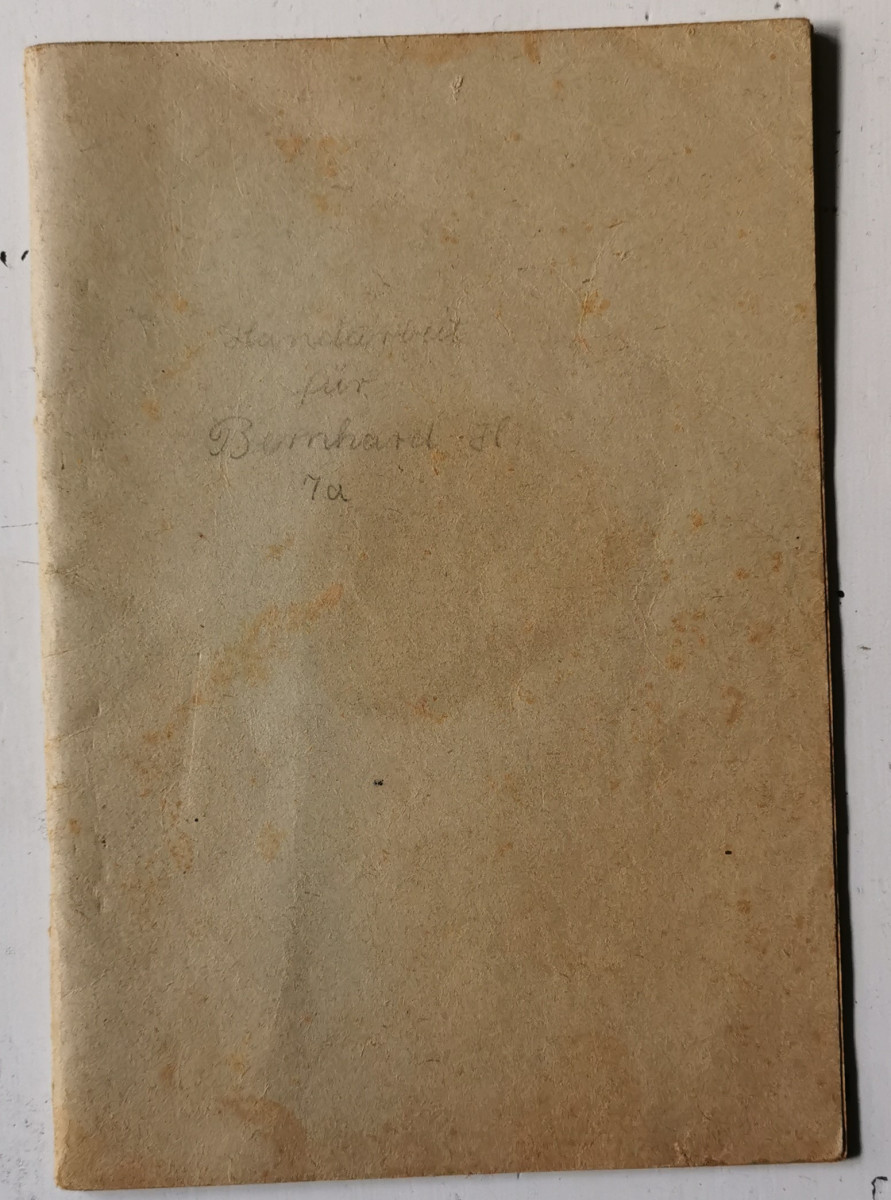 Handarbeit
für
Bernhard H
7a